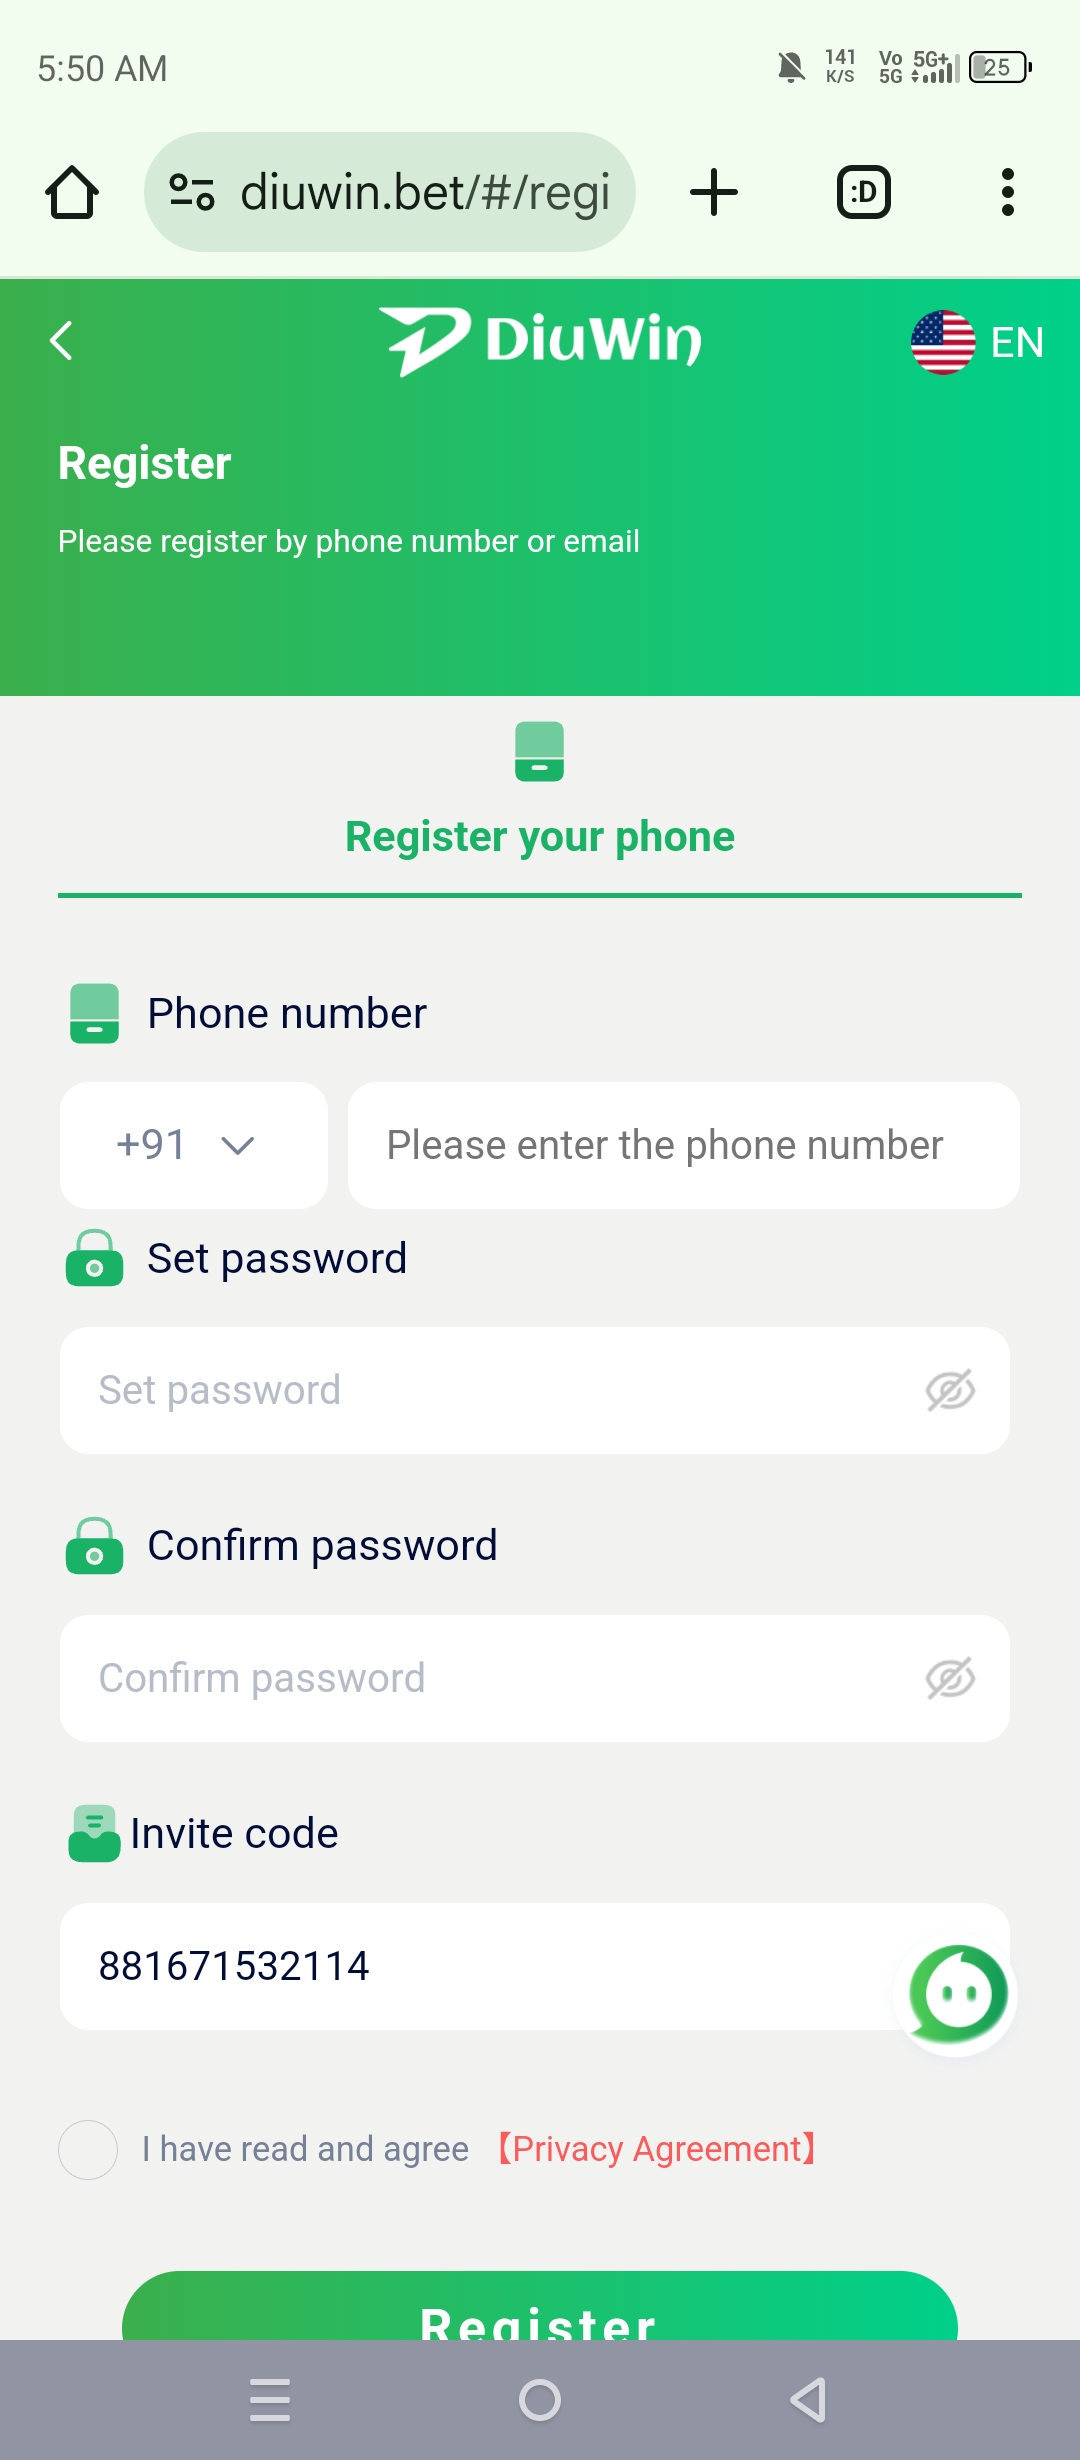 5:50 AM
141 K/S
Vo 5G 5G+
25
diuwin.bet/#/regi
:D
DiuWin
EN
Register
Please register by phone number or email
Register your phone
Phone number
+91
Please enter the phone number
Set password
Set password
Confirm password
Confirm password
Invite code
881671532114
I have read and agree 【Privacy Agreement】
Register